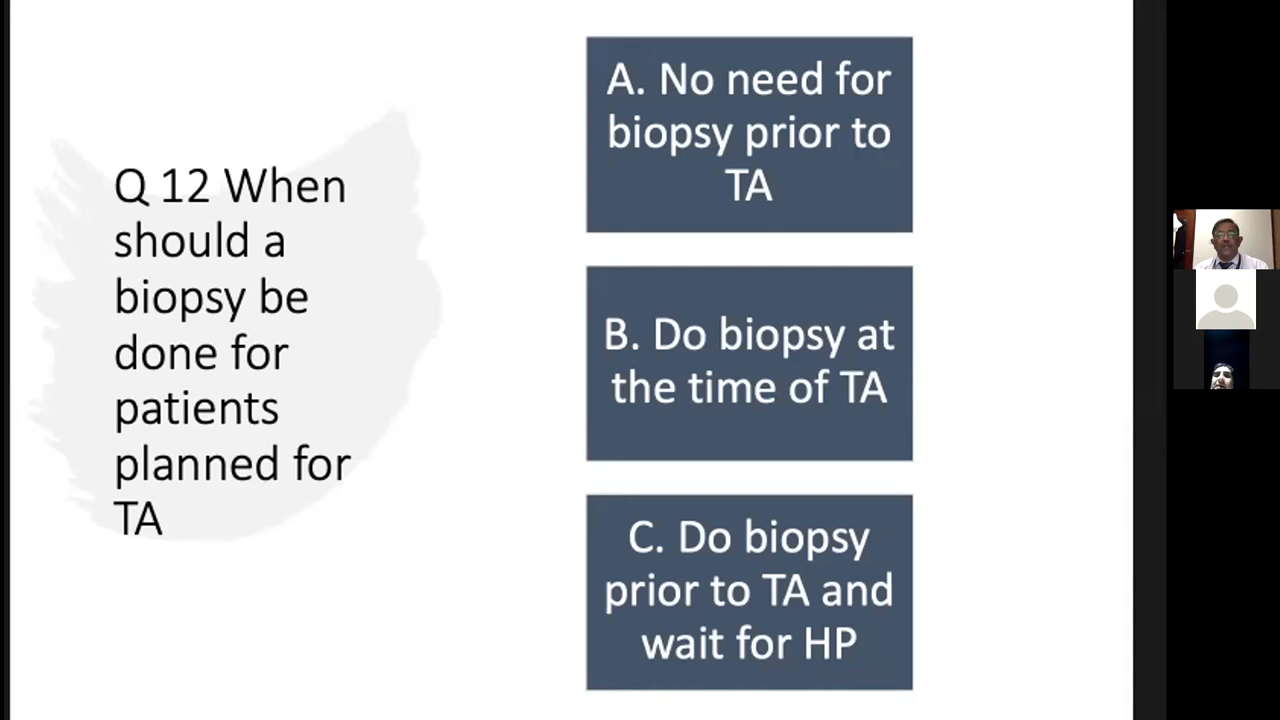 Q 12 When
should a
biopsy be
done for
patients
planned for
TA
A. No need for
biopsy prior to
TA
B. Do biopsy at
the time of TA
C. Do biopsy
prior to TA and
wait for HP